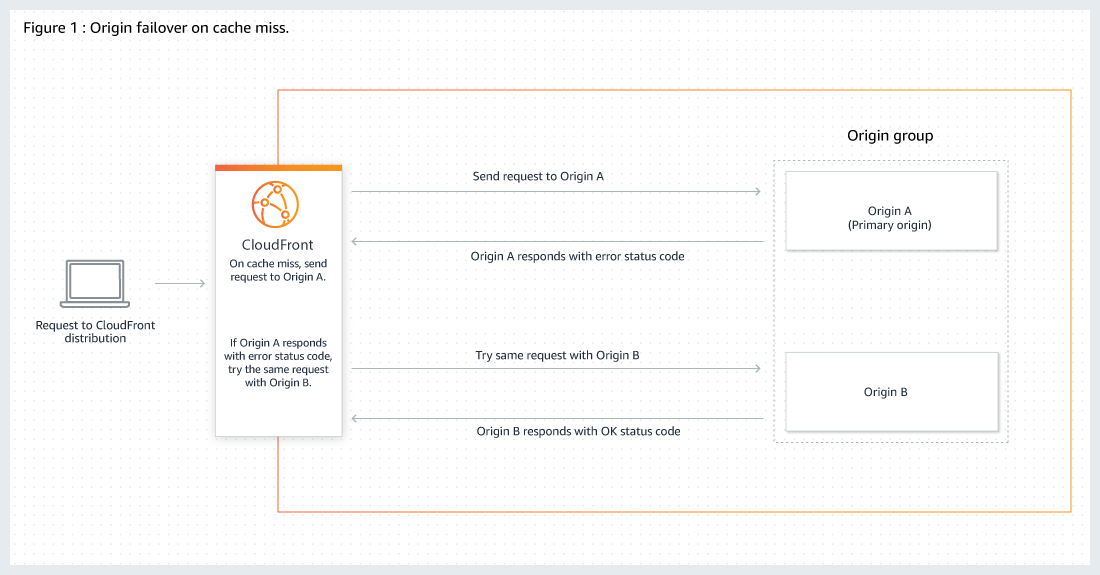 Figure 1 : Origin failover on cache miss.
Origin group
Send request to Origin A
Origin A
(Primary origin)
CloudFront
On cache miss, send
request to Origin A.
Origin A responds with error status code
Request to CloudFront
distribution
If Origin A responds
with error status code,
try the same request
with Origin B.
Try same request with Origin B
Origin B
Origin B responds with OK status code